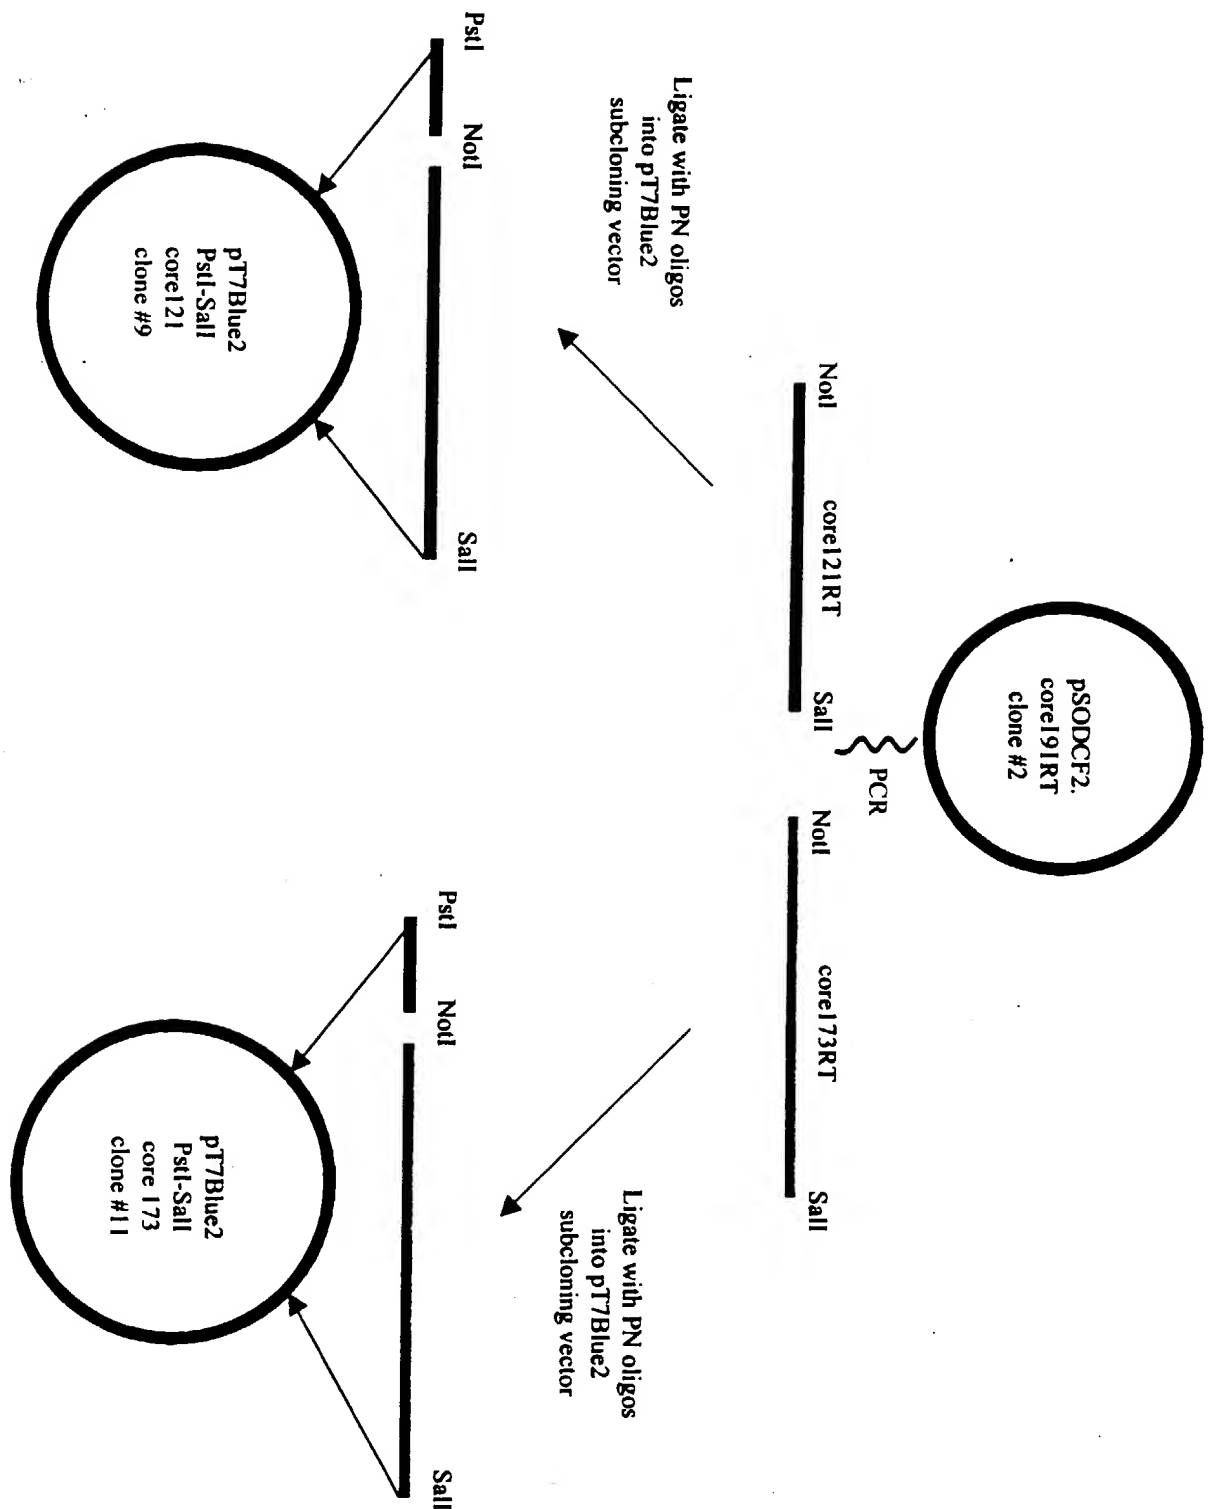 pSODCF2.
core191RT
clone #2
PCR
NotI
core121RT
SalI
NotI
core173RT
SalI
Ligate with PN oligos
into pT7Blue2
subcloning vector
Ligate with PN oligos
into pT7Blue2
subcloning vector
PstI
NotI
SalI
PstI
NotI
SalI
pT7Blue2
PstI-SalI
core121
clone #9
pT7Blue2
PstI-SalI
core 173
clone #11